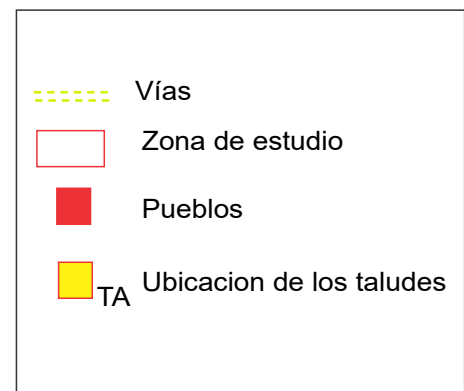 Vías
Zona de estudio
Pueblos
TA Ubicacion de los taludes